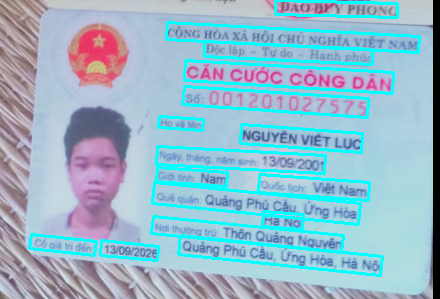 ĐÀO DUY PHONG
CỘNG HÒA XÃ HỘI CHỦ NGHĨA VIỆT NAM
Độc lập - Tự do - Hạnh phúc
CĂN CƯỚC CÔNG DÂN
Số: 001201027575
Họ và tên
NGUYỄN VIẾT LỤC
Ngày, tháng, năm sinh: 13/09/2001
Giới tính: Nam Quốc tịch: Việt Nam
Quê quán: Quảng Phú Cầu, Ứng Hòa
Hà Nội
Nơi thường trú: Thôn Quảng Nguyên
Quảng Phú Cầu, Ứng Hòa, Hà Nội
Có giá trị đến: 13/09/2026